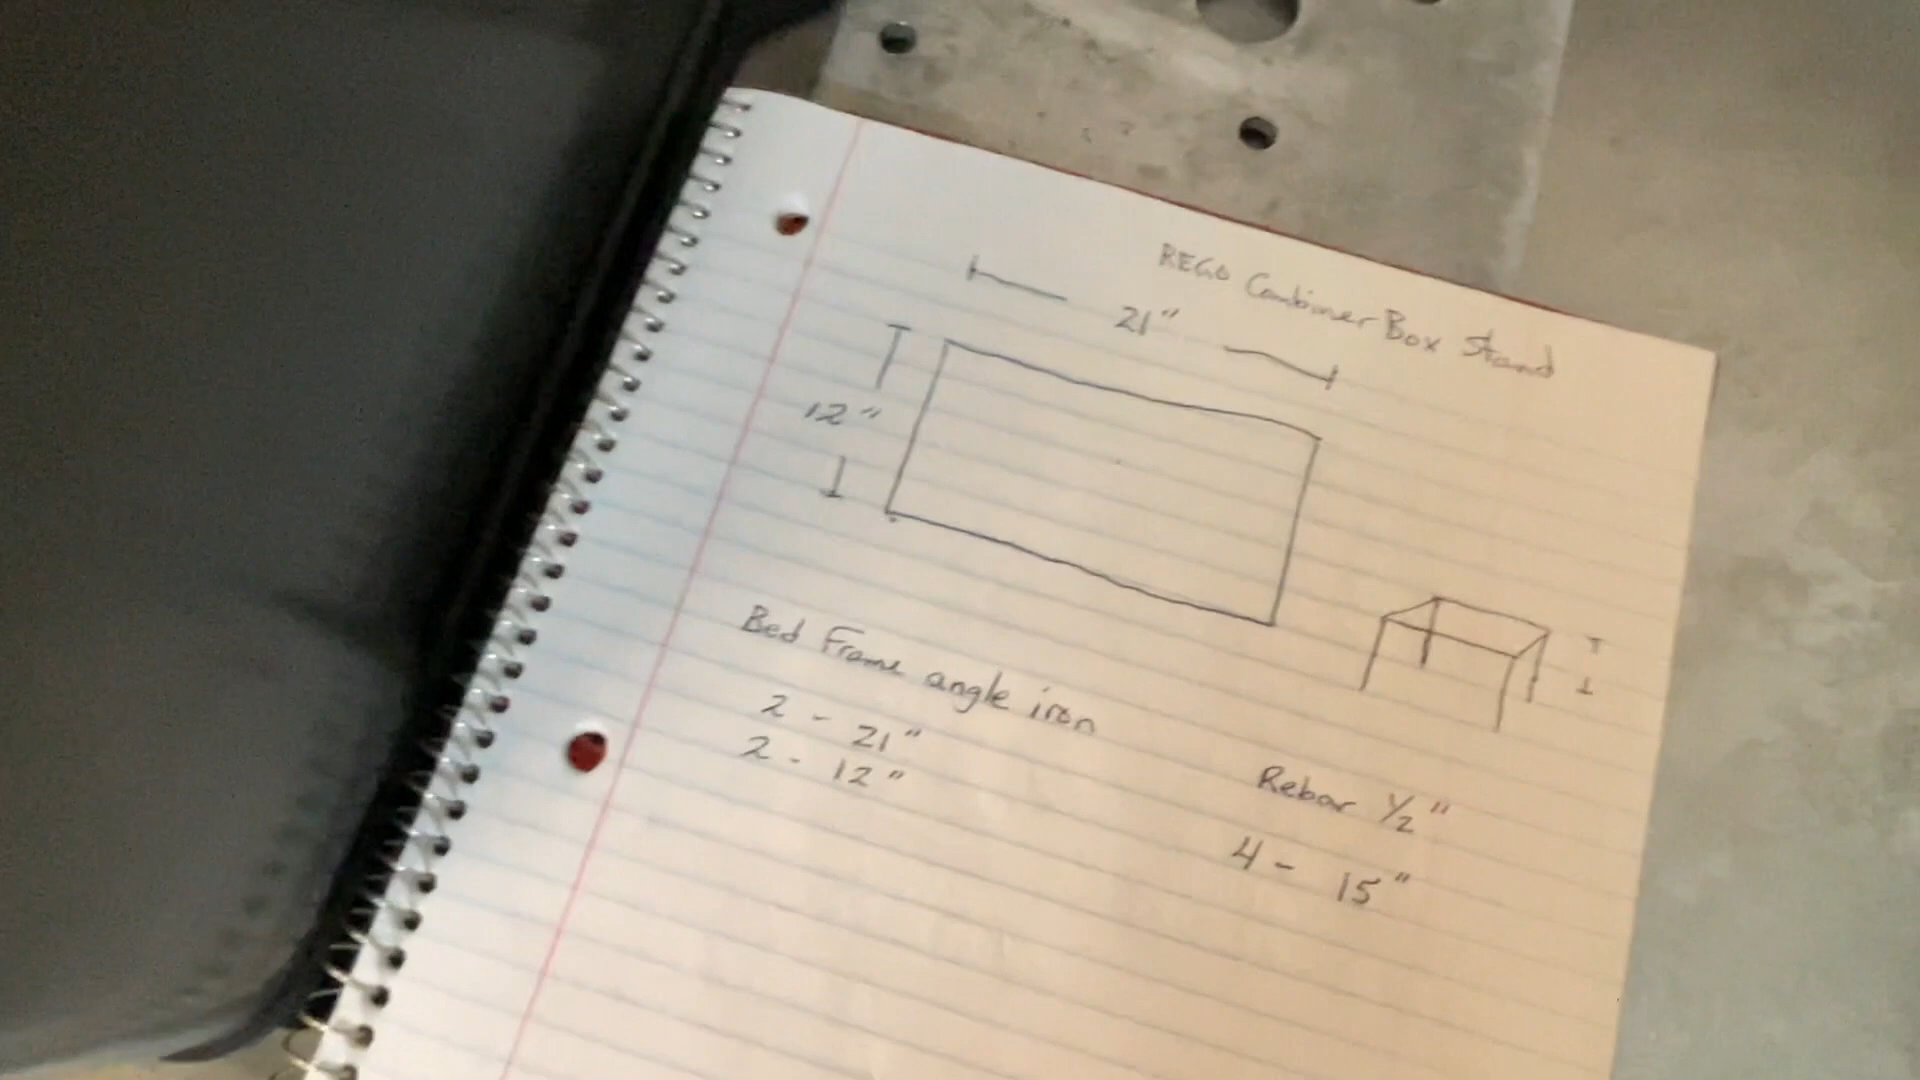 REGO Combiner Box Stand
21"
12"
Bed Frame angle iron
2 - 21"
2 - 12"
Rebar 1/2"
4 - 15"